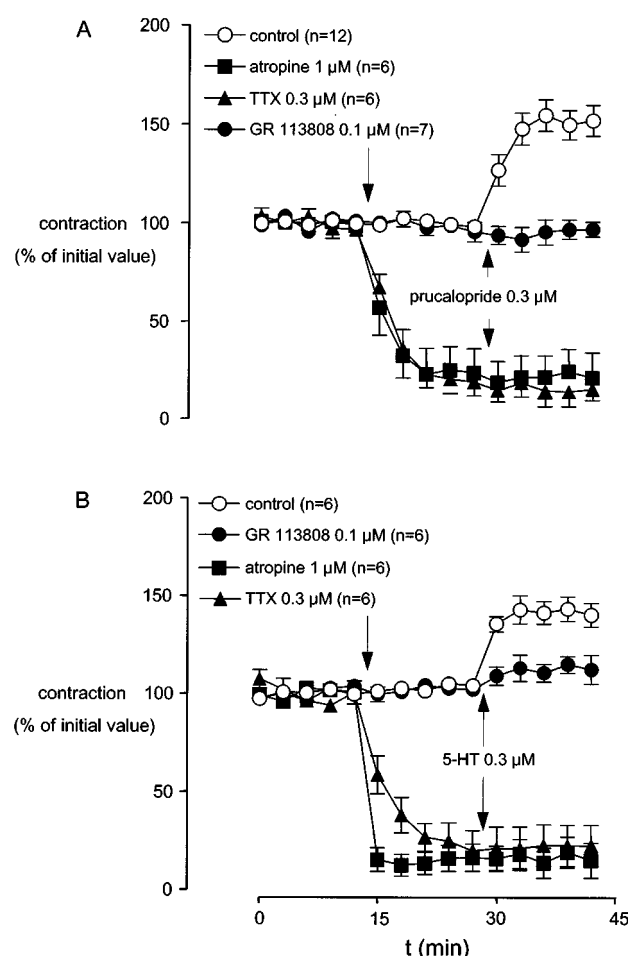 A
200
control (n=12)
atropine 1 µM (n=6)
TTX 0.3 µM (n=6)
150
GR 113808 0.1 µM (n=7)
contraction
100
(% of initial value)
prucalopride 0.3 µM
50
0
B
200
control (n=6)
GR 113808 0.1 µM (n=6)
atropine 1 µM (n=6)
150
TTX 0.3 µM (n=6)
contraction
100
(% of initial value)
5-HT 0.3 µM
50
0
0 15 30 45
t (min)